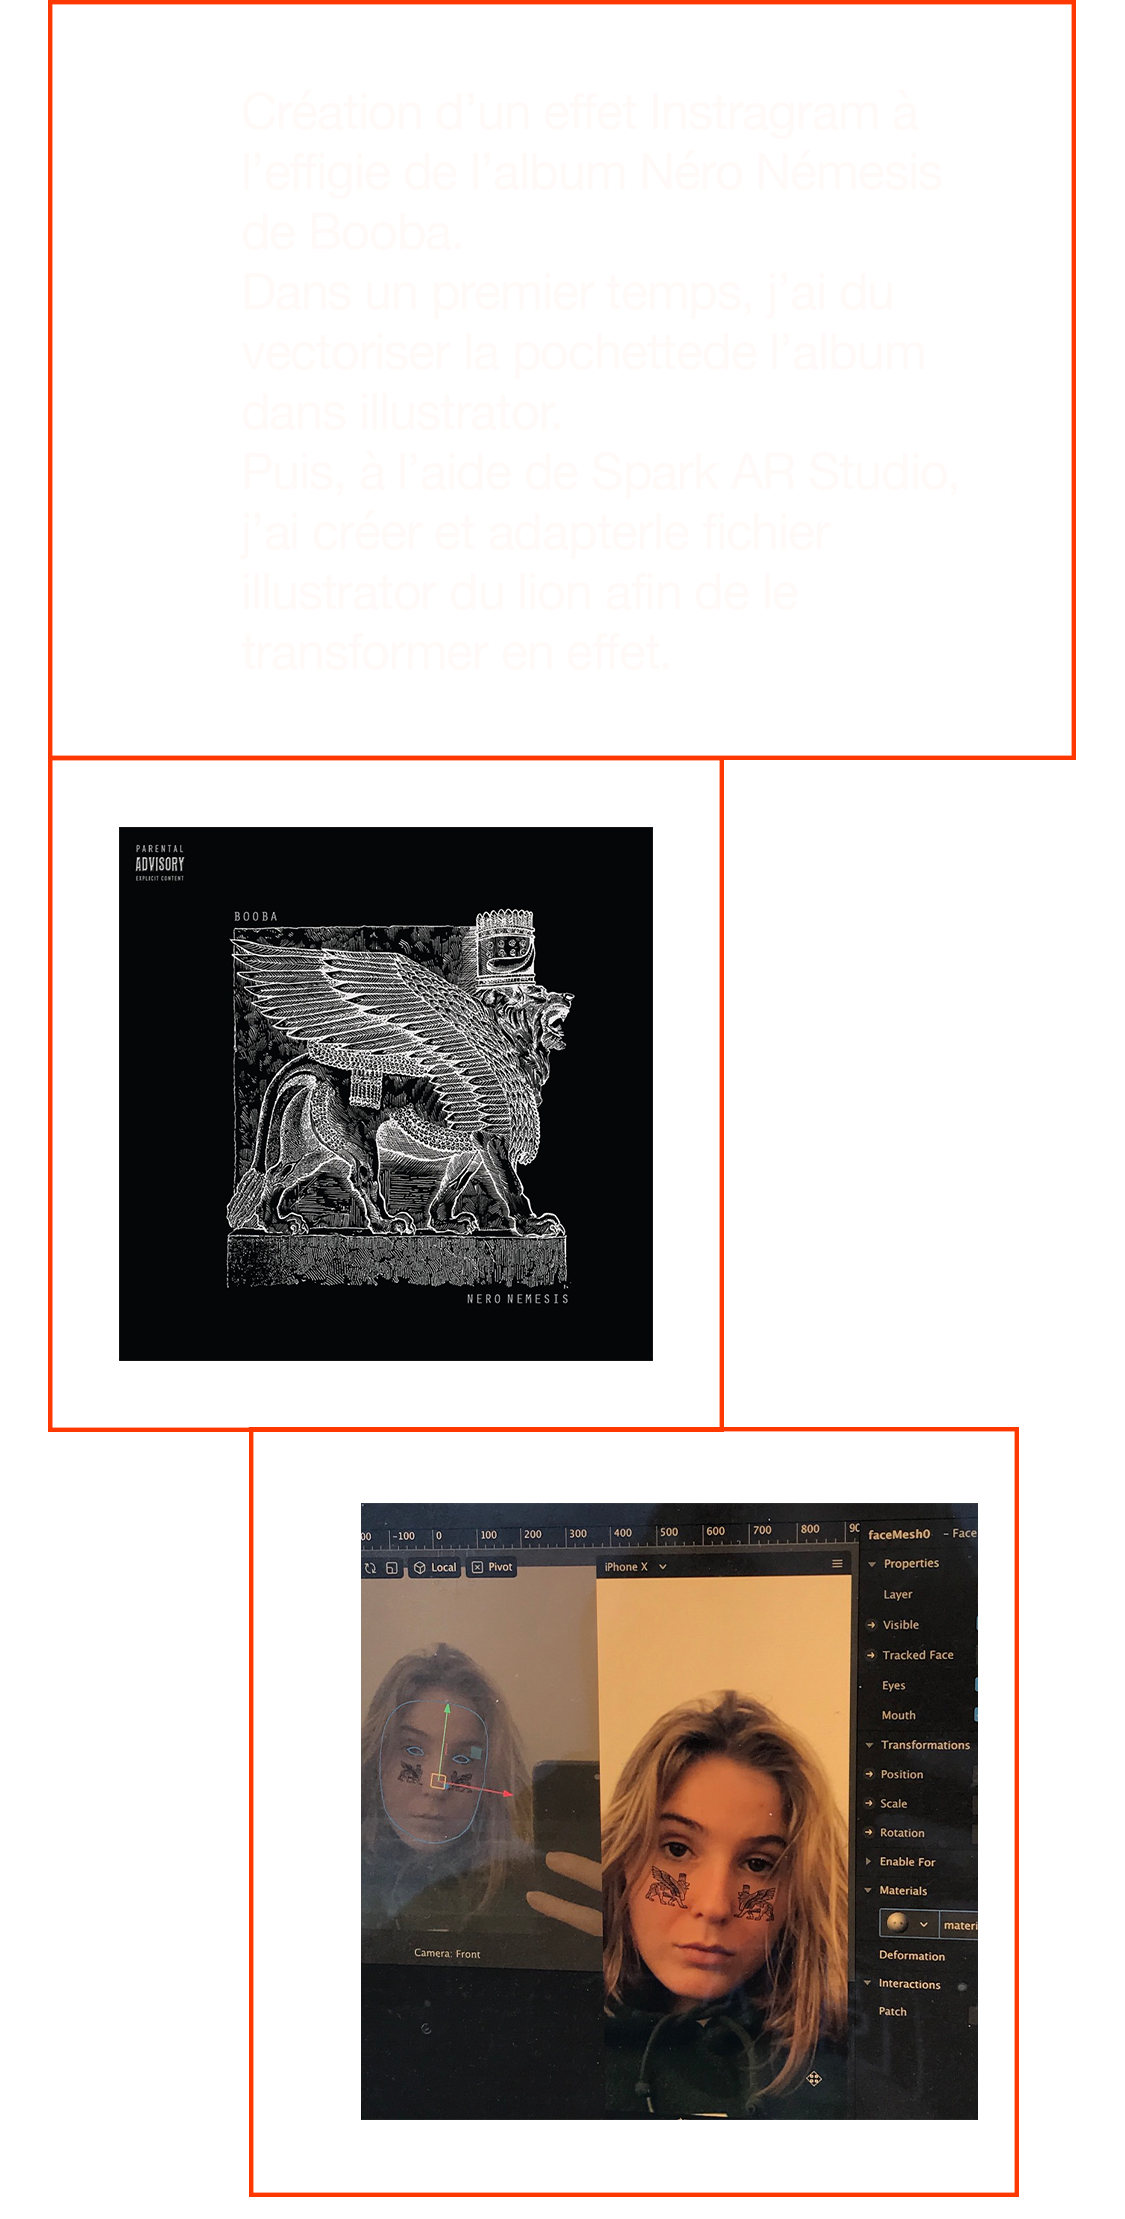 Création d’un effet Instragram à
l’effigie de l’album Néro Némesis
de Booba.
Dans un premier temps, j’ai du
vectoriser la pochettede l’album
dans illustrator.
Puis, à l’aide de Spark AR Studio,
j’ai créer et adapterle fichier
illustrator du lion afin de le
transformer en effet.
PARENTAL
ADVISORY
EXPLICIT CONTENT
BOOBA
NERO NEMESIS
00 -100 0 100 200 300 400 500 600 700 800 90
faceMesh0 - Face
Local Pivot
iPhone X
Properties
Layer
Visible
Tracked Face
Eyes
Mouth
Transformations
Position
Scale
Rotation
Enable For
Materials
materi
Deformation
Interactions
Patch
Camera: Front